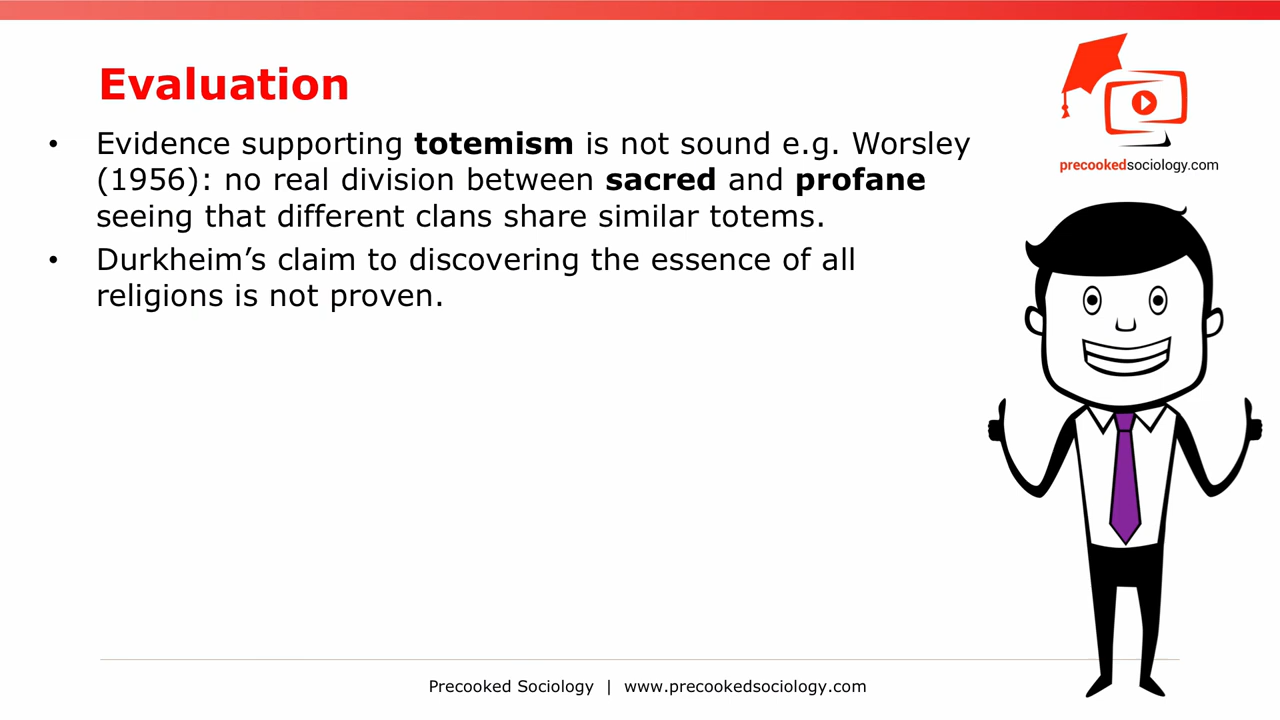 Evaluation
precookedsociology.com
• Evidence supporting totemism is not sound e.g. Worsley
(1956): no real division between sacred and profane
seeing that different clans share similar totems.
• Durkheim’s claim to discovering the essence of all
religions is not proven.
Precooked Sociology | www.precookedsociology.com